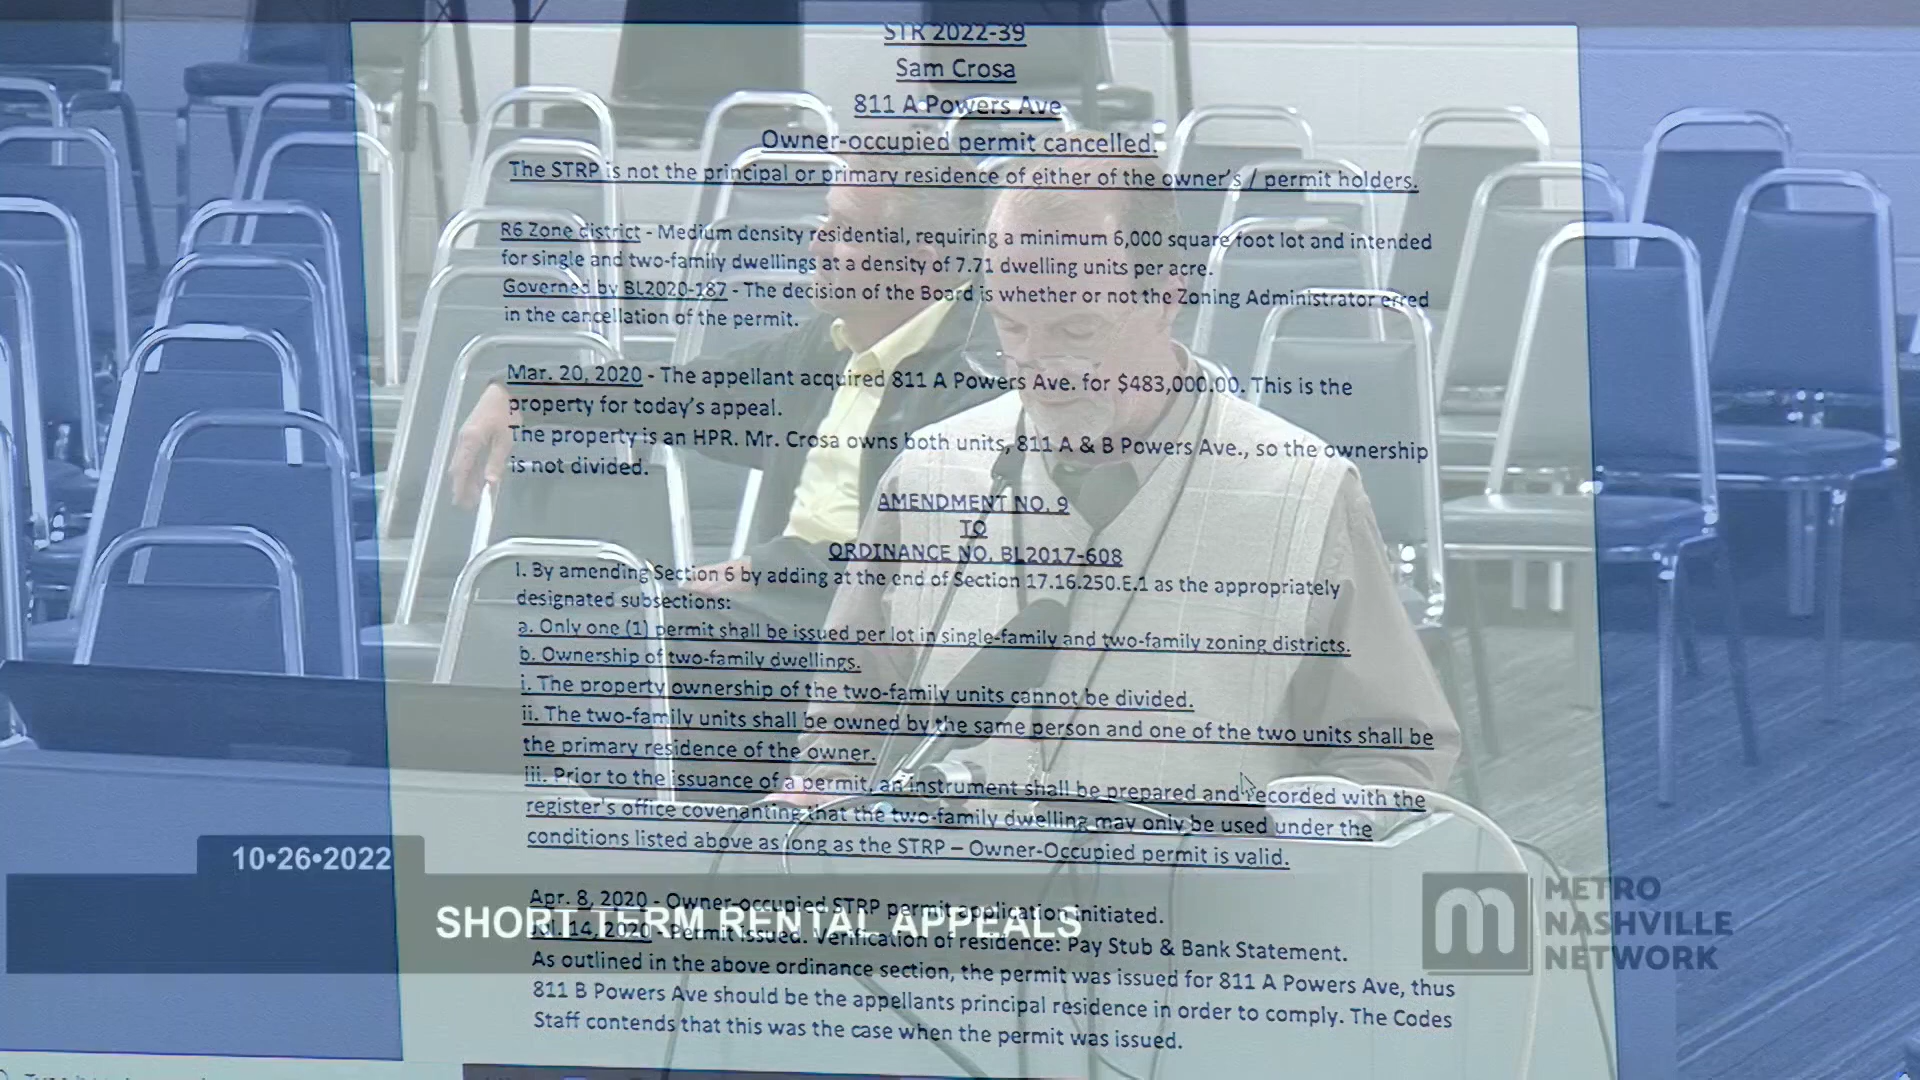 STR 2022-39
Sam Crosa
811 A Powers Ave
Owner-occupied permit cancelled.
The STRP is not the principal or primary residence of either of the owner's / permit holders.
R6 Zone district - Medium density residential, requiring a minimum 6,000 square foot lot and intended
for single and two-family dwellings at a density of 7.71 dwelling units per acre.
Governed by BL2020-187 - The decision of the Board is whether or not the Zoning Administrator erred
in the cancellation of the permit.
Mar. 20, 2020 - The appellant acquired 811 A Powers Ave. for $483,000.00. This is the
property for today's appeal.
The property is an HPR. Mr. Crosa owns both units, 811 A & B Powers Ave., so the ownership
is not divided.
AMENDMENT NO. 9
TO
ORDINANCE NO. BL2017-608
I. By amending Section 6 by adding at the end of Section 17.16.250.E.1 as the appropriately
designated subsections:
a. Only one (1) permit shall be issued per lot in single-family and two-family zoning districts.
b. Ownership of two-family dwellings.
i. The property ownership of the two-family units cannot be divided.
ii. The two-family units shall be owned by the same person and one of the two units shall be
the primary residence of the owner.
iii. Prior to the issuance of a permit, an instrument shall be prepared and recorded with the
register's office covenanting that the two-family dwelling may only be used under the
conditions listed above as long as the STRP – Owner-Occupied permit is valid.
10•26•2022
Apr. 8, 2020 - Owner-occupied STRP permit application initiated.
SHORT TERM RENTAL APPEALS
Jul. 14, 2020 - Permit issued. Verification of residence: Pay Stub & Bank Statement.
As outlined in the above ordinance section, the permit was issued for 811 A Powers Ave, thus
811 B Powers Ave should be the appellants principal residence in order to comply. The Codes
Staff contends that this was the case when the permit was issued.
m METRO
NASHVILLE
NETWORK